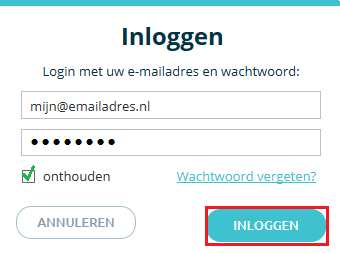 Inloggen
Login met uw e-mailadres en wachtwoord:
mijn@emailadres.nl
●●●●●●●●
onthouden Wachtwoord vergeten?
ANNULEREN INLOGGEN